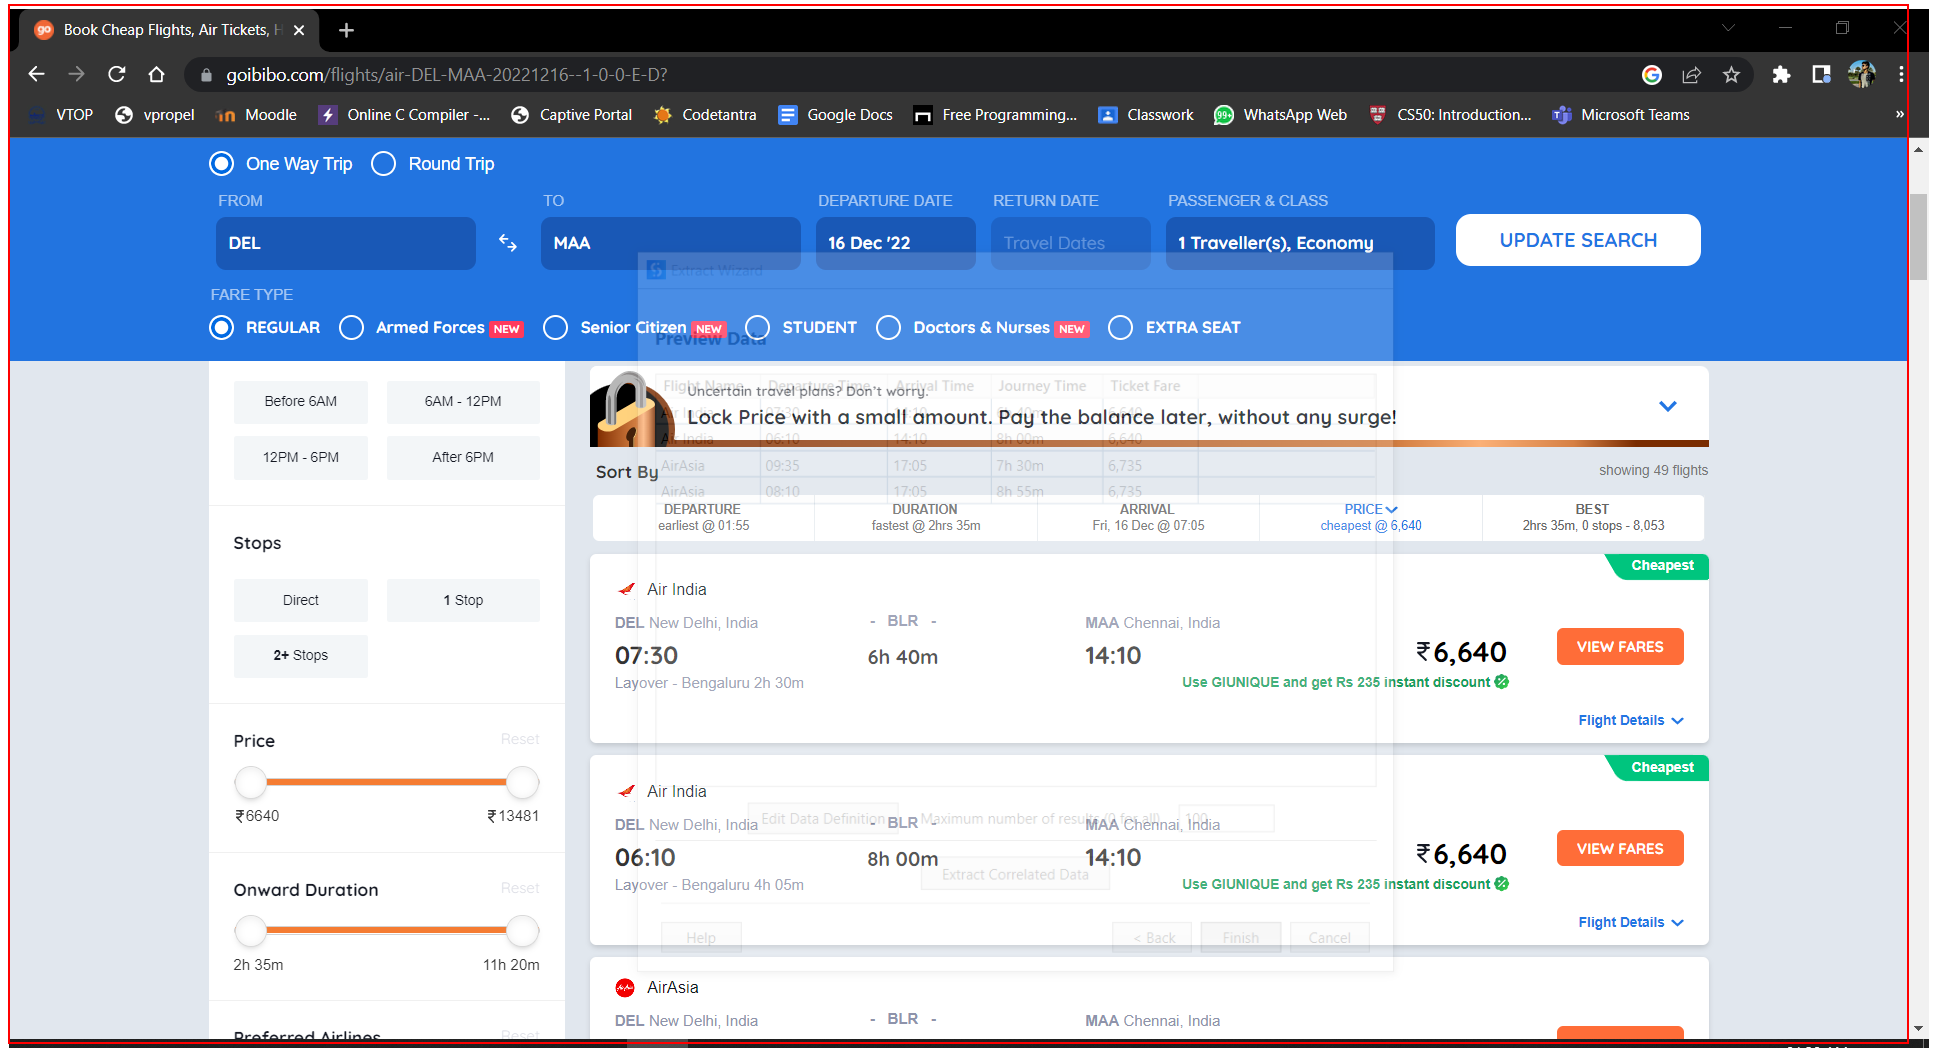 go Book Cheap Flights, Air Tickets, H
goibibo.com/flights/air-DEL-MAA-20221216--1-0-0-E-D?
VTOP vpropel Moodle Online C Compiler -... Captive Portal Codetantra Google Docs Free Programming... Classwork 99+ WhatsApp Web CS50: Introduction... Microsoft Teams »
One Way Trip Round Trip
FROM TO DEPARTURE DATE RETURN DATE PASSENGER & CLASS
DEL MAA 16 Dec '22 Travel Dates 1 Traveller(s), Economy UPDATE SEARCH
Extract Wizard
FARE TYPE
REGULAR Armed Forces NEW Senior Citizen NEW STUDENT Doctors & Nurses NEW EXTRA SEAT
Preview Data
Flight Name Departure Time Arrival Time Journey Time Ticket Fare
Air India 07:30 14:10 6h 40m 6,640
Air India 06:10 14:10 8h 00m 6,640
AirAsia 09:35 17:05 7h 30m 6,735
AirAsia 08:10 17:05 8h 55m 6,735
Before 6AM 6AM - 12PM
12PM - 6PM After 6PM
Uncertain travel plans? Don't worry.
Lock Price with a small amount. Pay the balance later, without any surge!
Sort By showing 49 flights
DEPARTURE DURATION ARRIVAL PRICE BEST
earliest @ 01:55 fastest @ 2hrs 35m Fri, 16 Dec @ 07:05 cheapest @ 6,640 2hrs 35m, 0 stops - 8,053
Stops
Direct 1 Stop
2+ Stops
Price Reset
₹6640 ₹13481
Onward Duration Reset
2h 35m 11h 20m
Preferred Airlines Reset
Cheapest
Air India
DEL New Delhi, India - BLR - MAA Chennai, India
07:30 6h 40m 14:10 ₹6,640 VIEW FARES
Layover - Bengaluru 2h 30m Use GIUNIQUE and get Rs 235 instant discount
Flight Details
Cheapest
Air India
Edit Data Definition Maximum number of results (0 for all) 100
DEL New Delhi, India - BLR - MAA Chennai, India
06:10 8h 00m 14:10 ₹6,640 VIEW FARES
Extract Correlated Data
Layover - Bengaluru 4h 05m Use GIUNIQUE and get Rs 235 instant discount
Flight Details
Help < Back Finish Cancel
AirAsia
DEL New Delhi, India - BLR - MAA Chennai, India